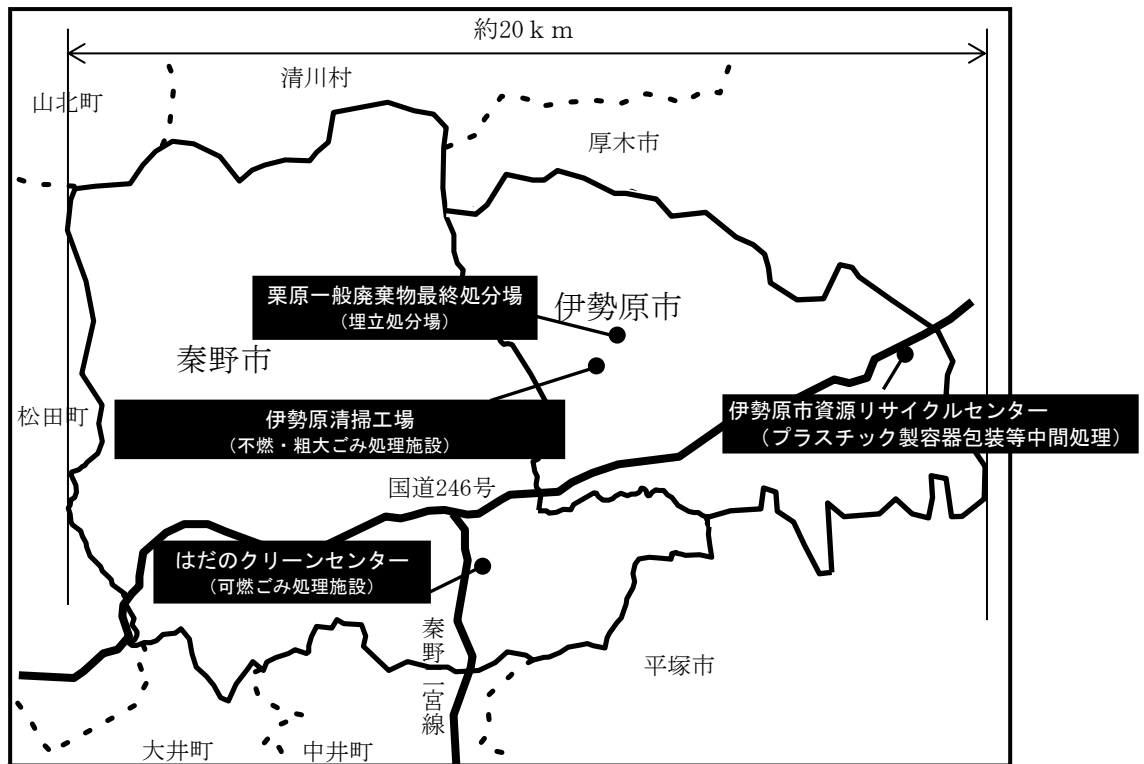 約20ｋｍ
清川村
山北町
厚木市
栗原一般廃棄物最終処分場
（埋立処分場）
伊勢原市
秦野市
松田町
伊勢原清掃工場
（不燃・粗大ごみ処理施設）
伊勢原市資源リサイクルセンター
（プラスチック製容器包装等中間処理）
国道246号
はだのクリーンセンター
（可燃ごみ処理施設）
秦野二宮線
平塚市
大井町
中井町